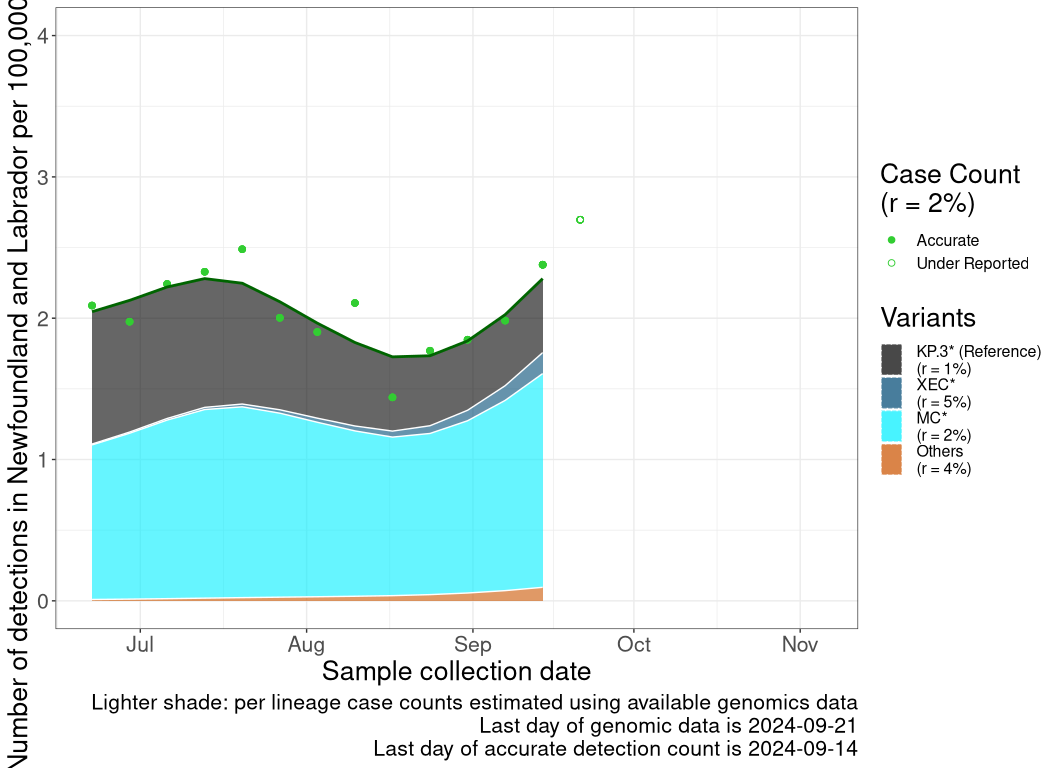 Number of detections in Newfoundland and Labrador per 100,000
4
3
2
1
0
Jul
Aug
Sep
Oct
Nov
Sample collection date
Lighter shade: per lineage case counts estimated using available genomics data
Last day of genomic data is 2024-09-21
Last day of accurate detection count is 2024-09-14
Case Count
(r = 2%)
Accurate
Under Reported
Variants
KP.3* (Reference)
(r = 1%)
XEC*
(r = 5%)
MC*
(r = 2%)
Others
(r = 4%)